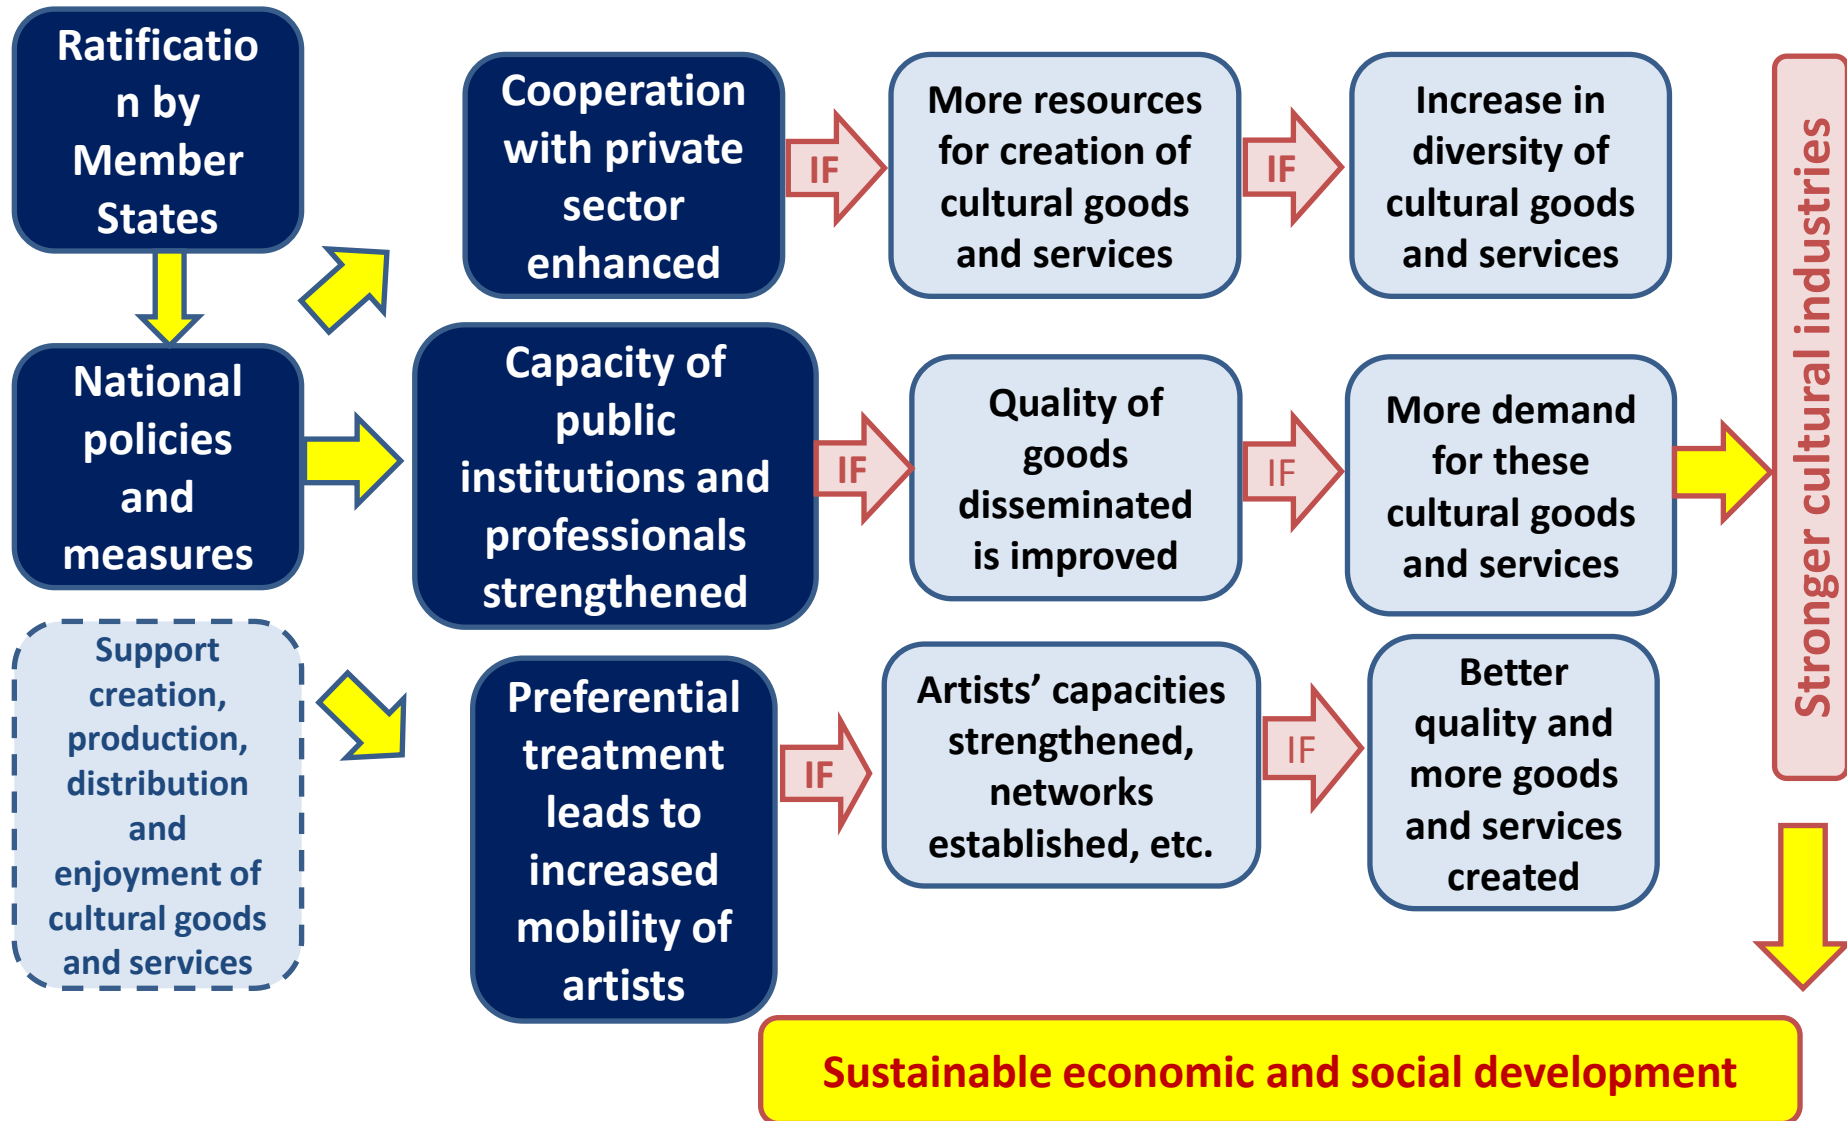 Ratificatio
n by
Member
States
National
policies
and
measures
Support
creation,
production,
distribution
and
enjoyment of
cultural goods
and services
Cooperation
with private
sector
enhanced
IF
More resources
for creation of
cultural goods
and services
IF
Increase in
diversity of
cultural goods
and services
Capacity of
public
institutions and
professionals
strengthened
IF
Quality of
goods
disseminated
is improved
IF
More demand
for these
cultural goods
and services
Preferential
treatment
leads to
increased
mobility of
artists
IF
Artists’ capacities
strengthened,
networks
established, etc.
IF
Better
quality and
more goods
and services
created
Stronger cultural industries
Sustainable economic and social development